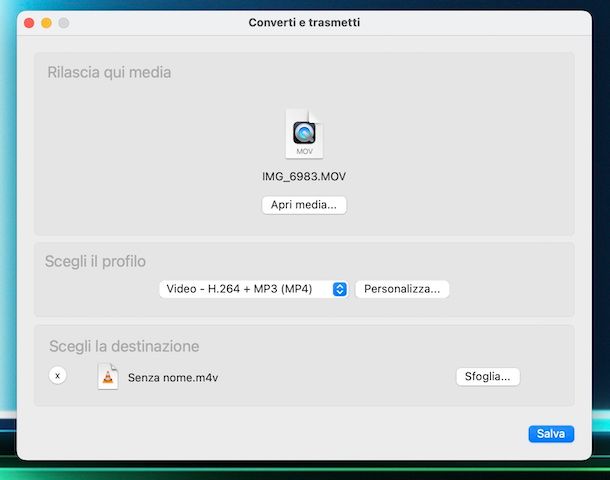 Converti e trasmetti
Rilascia qui media
MOV
IMG_6983.MOV
Apri media...
Scegli il profilo
Video - H.264 + MP3 (MP4)
Personalizza...
Scegli la destinazione
x
Senza nome.m4v
Sfoglia...
Salva